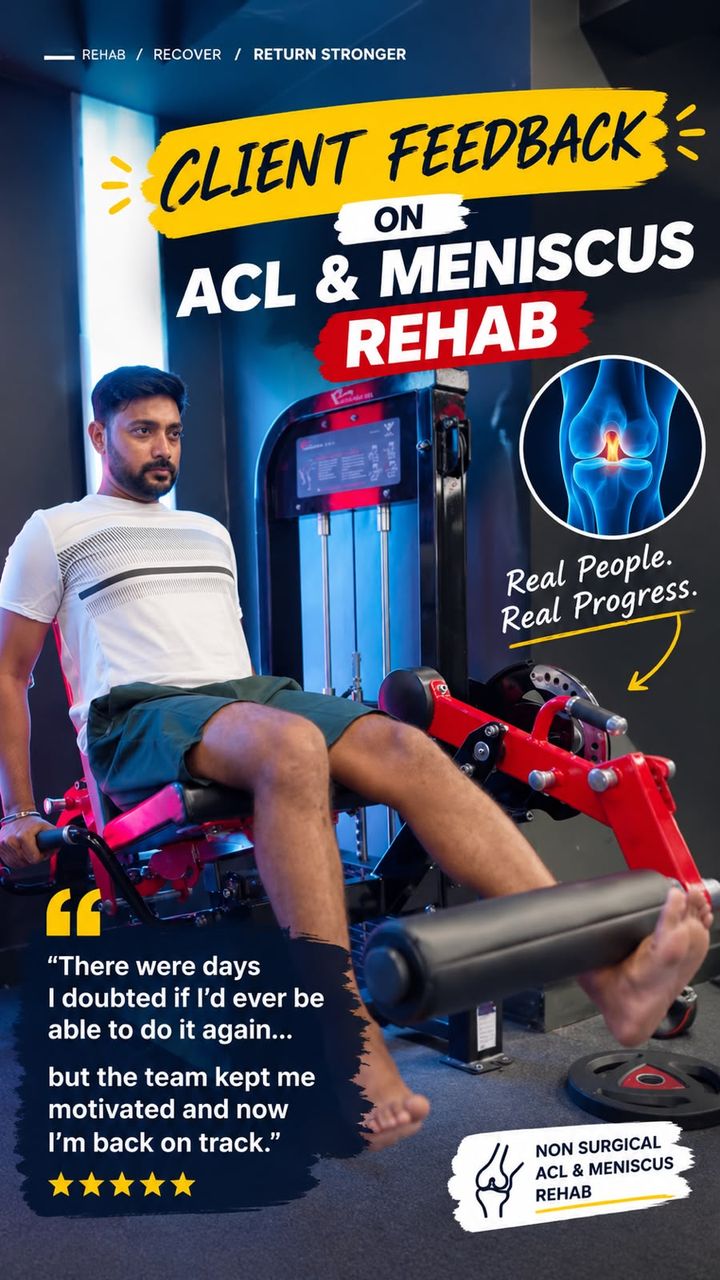 REHAB / RECOVER / RETURN STRONGER
CLIENT FEEDBACK
ON
ACL & MENISCUS
REHAB
Real People.
Real Progress.
“There were days
I doubted if I’d ever be
able to do it again...
but the team kept me
motivated and now
I’m back on track.”
NON SURGICAL
ACL & MENISCUS
REHAB